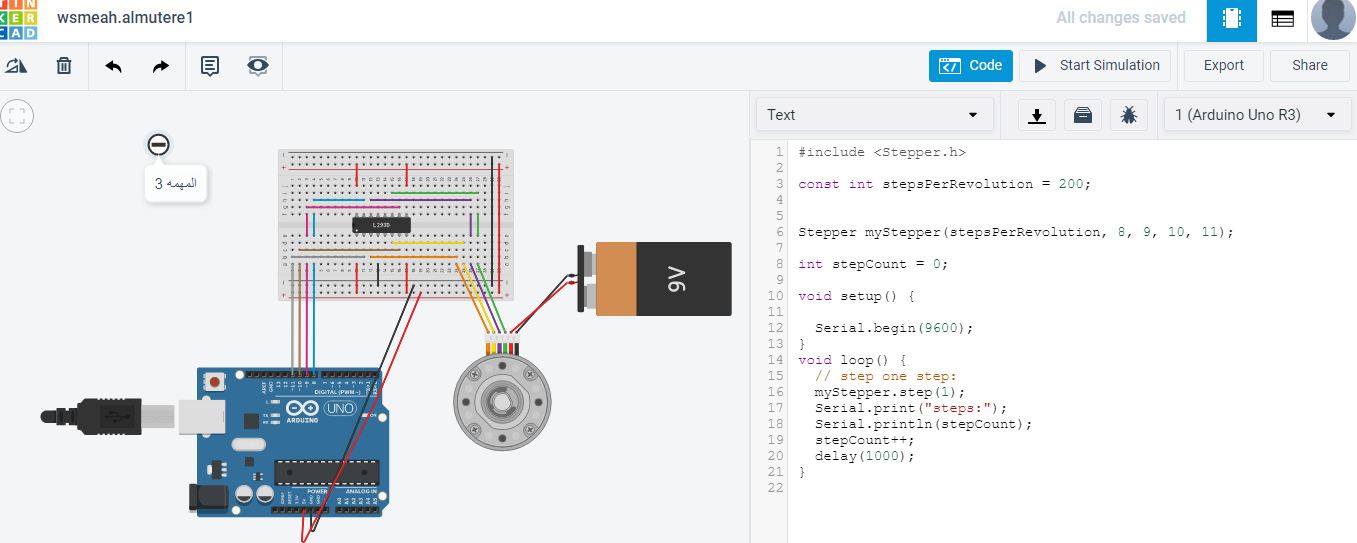 TIN
KER
CAD
wsmeah.almutere1
All changes saved
Code
Start Simulation
Export
Share
Text
1 (Arduino Uno R3)
المهمه 3
L293D
9V
DIGITAL (PWM~)
UNO
ARDUINO
POWER
ANALOG IN
1 #include <Stepper.h>
2
3 const int stepsPerRevolution = 200;
4
5
6 Stepper myStepper(stepsPerRevolution, 8, 9, 10, 11);
7
8 int stepCount = 0;
9
10 void setup() {
11
12 Serial.begin(9600);
13 }
14 void loop() {
15 // step one step:
16 myStepper.step(1);
17 Serial.print("steps:");
18 Serial.println(stepCount);
19 stepCount++;
20 delay(1000);
21 }
22